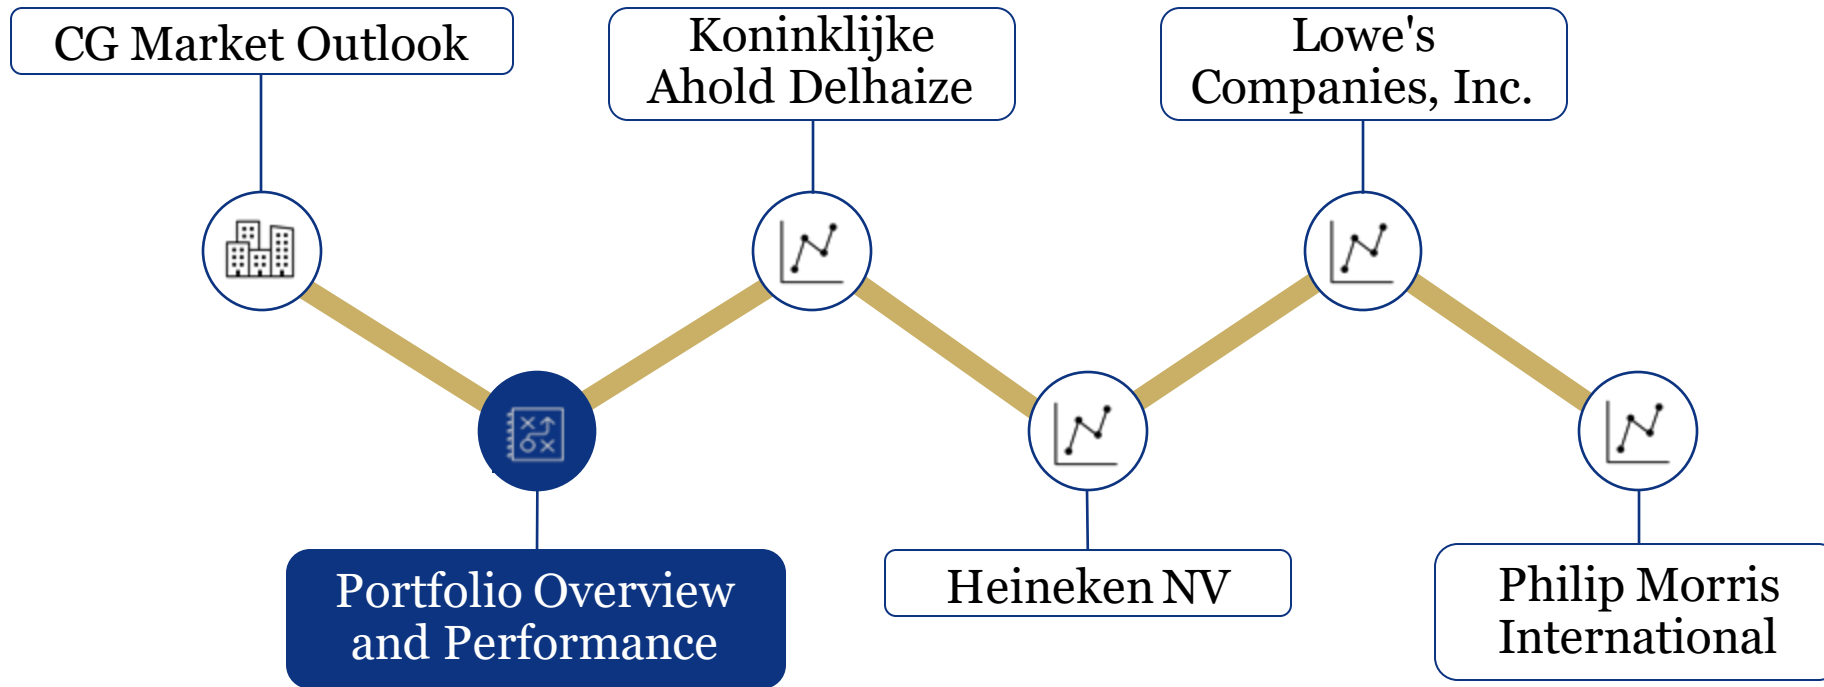 CG Market Outlook
Koninklijke
Ahold Delhaize
Lowe's
Companies, Inc.
Portfolio Overview
and Performance
Heineken NV
Philip Morris
International